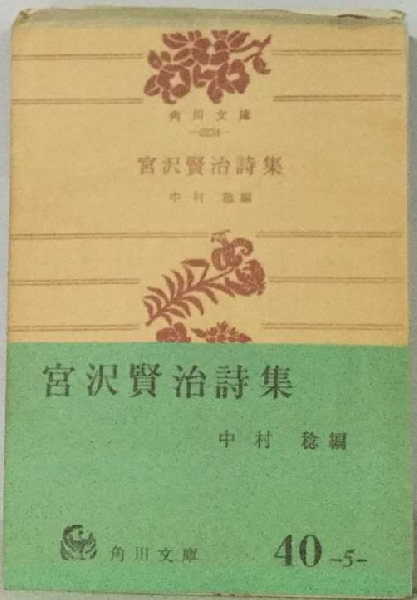 角川文庫
—2234—
宮沢賢治詩集
中村 稔編
宮沢賢治詩集
中村 稔編
角川文庫
40 -5-